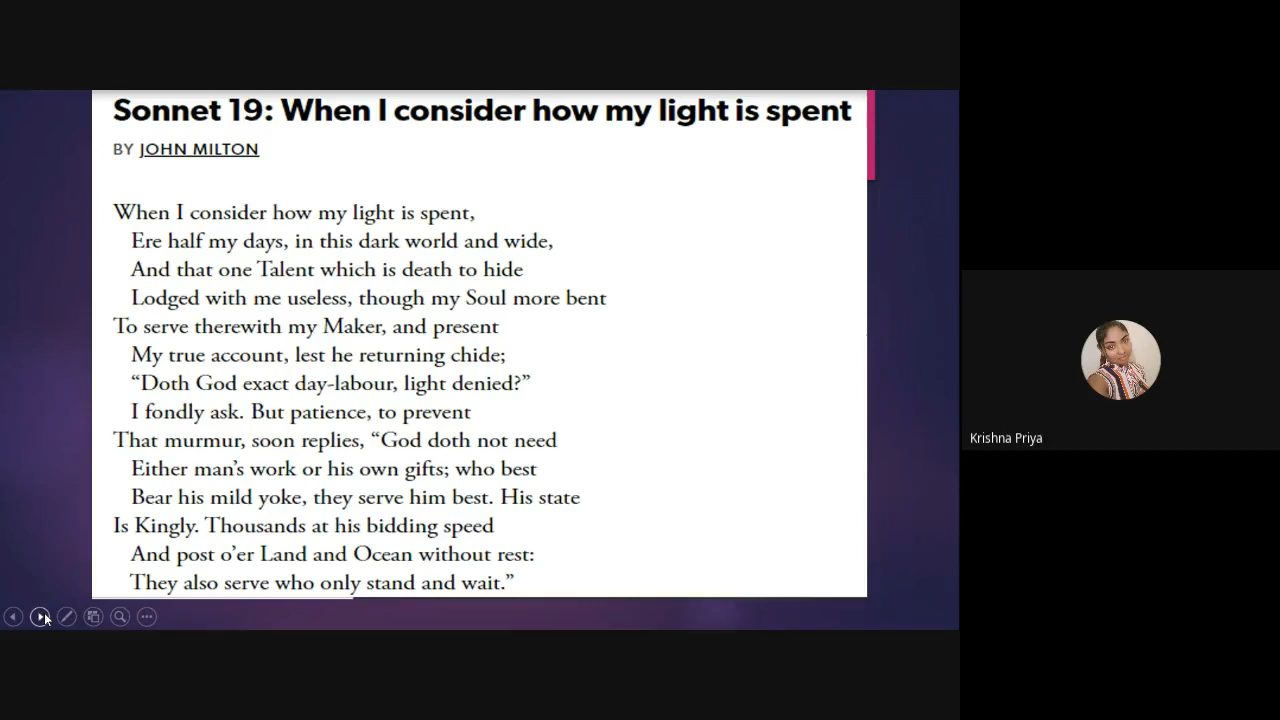 Sonnet 19: When I consider how my light is spent
BY JOHN MILTON
When I consider how my light is spent,
Ere half my days, in this dark world and wide,
And that one Talent which is death to hide
Lodged with me useless, though my Soul more bent
To serve therewith my Maker, and present
My true account, lest he returning chide;
“Doth God exact day-labour, light denied?”
I fondly ask. But patience, to prevent
That murmur, soon replies, “God doth not need
Either man’s work or his own gifts; who best
Bear his mild yoke, they serve him best. His state
Is Kingly. Thousands at his bidding speed
And post o’er Land and Ocean without rest:
They also serve who only stand and wait.”
Krishna Priya